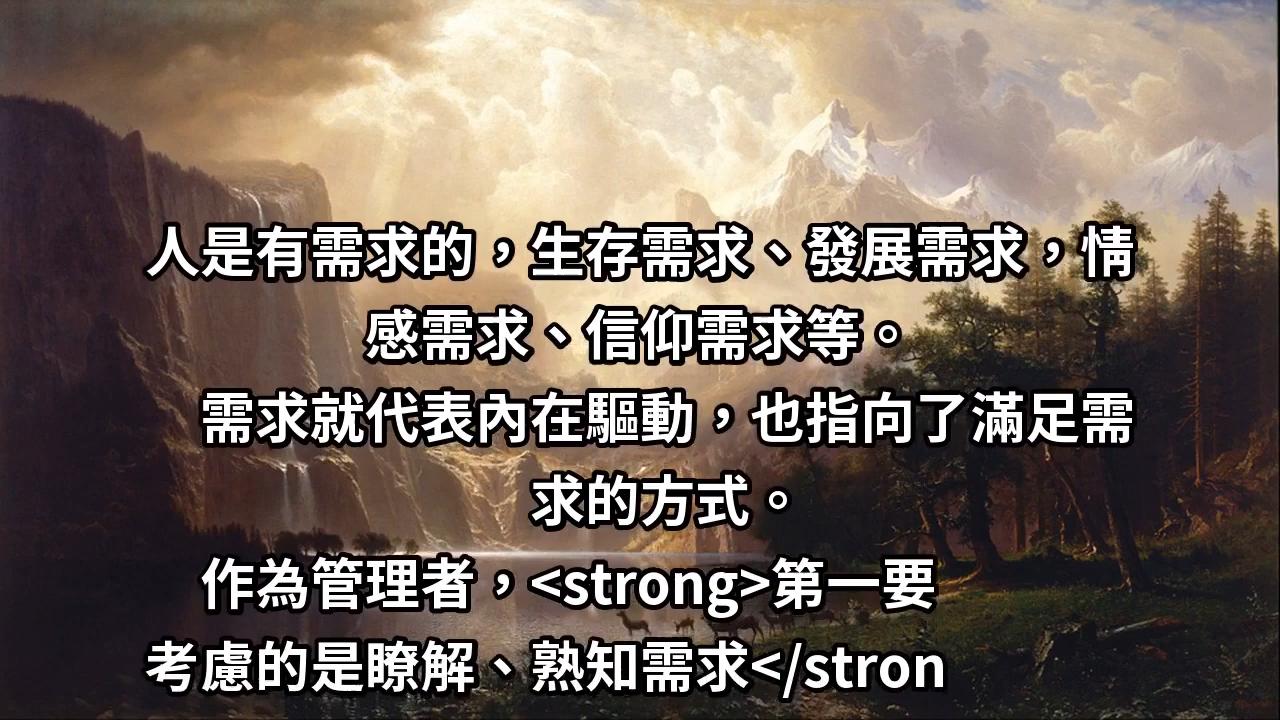 人是有需求的，生存需求、發展需求，情
感需求、信仰需求等。
需求就代表內在驅動，也指向了滿足需
求的方式。
作為管理者，<strong>第一要
考慮的是瞭解、熟知需求</stron